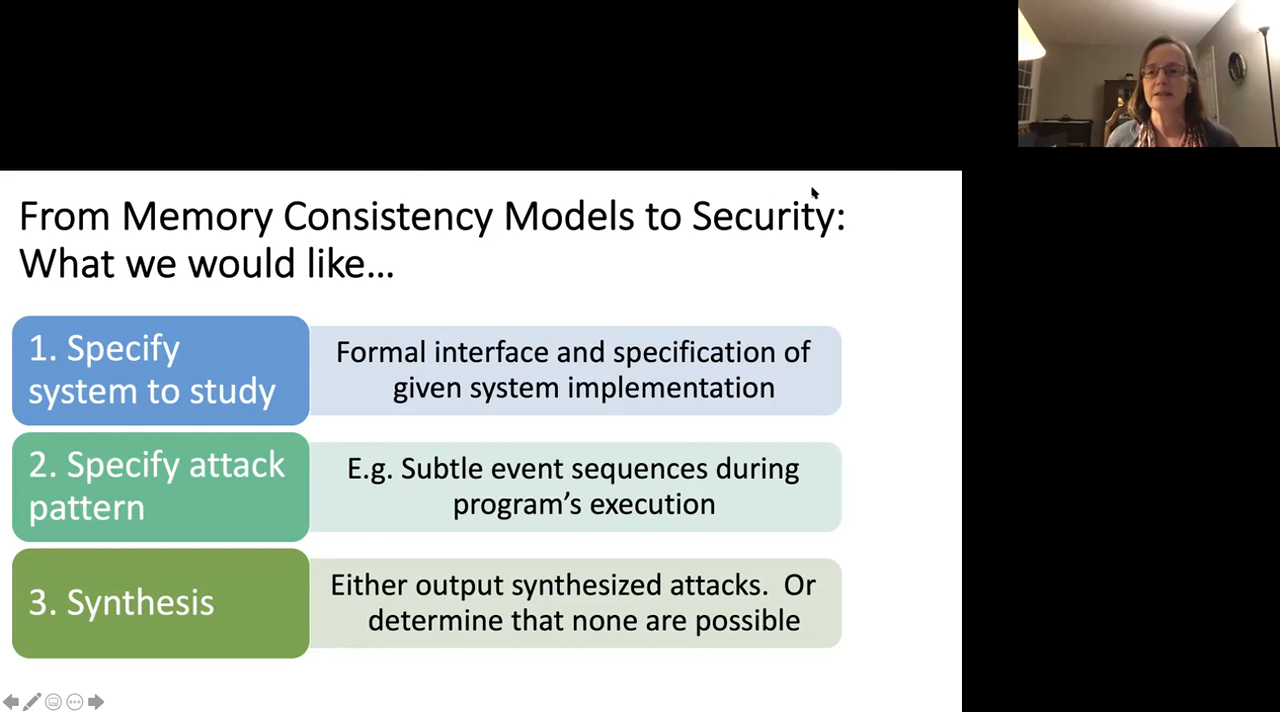 From Memory Consistency Models to Security:
What we would like…
1. Specify
system to study
Formal interface and specification of
given system implementation
2. Specify attack
pattern
E.g. Subtle event sequences during
program’s execution
3. Synthesis
Either output synthesized attacks. Or
determine that none are possible